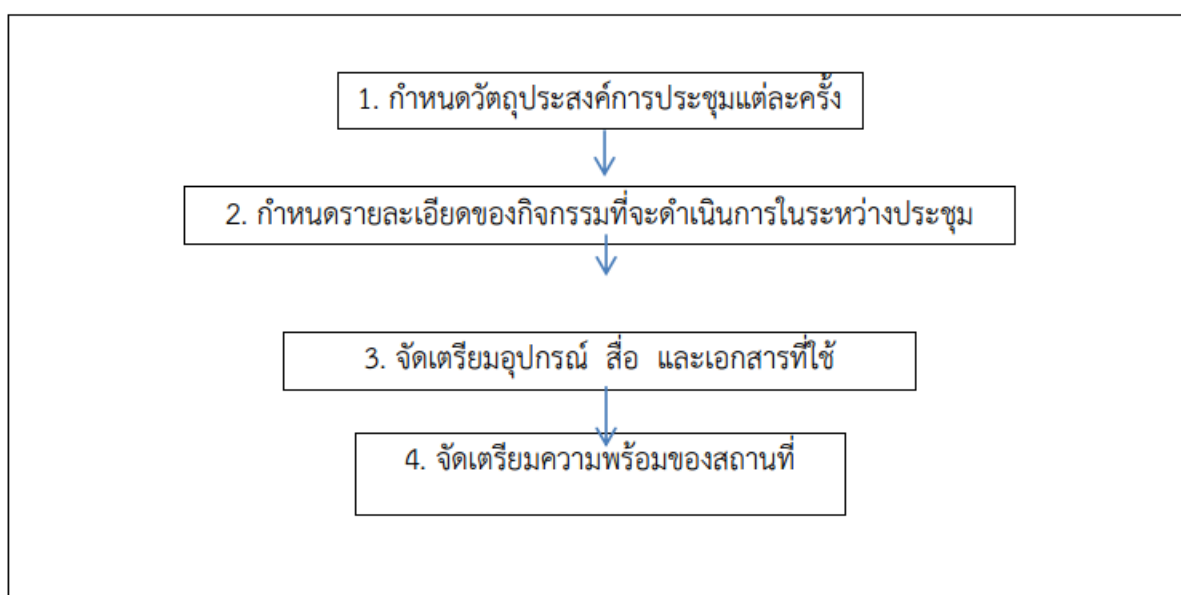 1. กำหนดวัตถุประสงค์การประชุมแต่ละครั้ง
2. กำหนดรายละเอียดของกิจกรรมที่จะดำเนินการในระหว่างประชุม
3. จัดเตรียมอุปกรณ์ สื่อ และเอกสารที่ใช้
4. จัดเตรียมความพร้อมของสถานที่